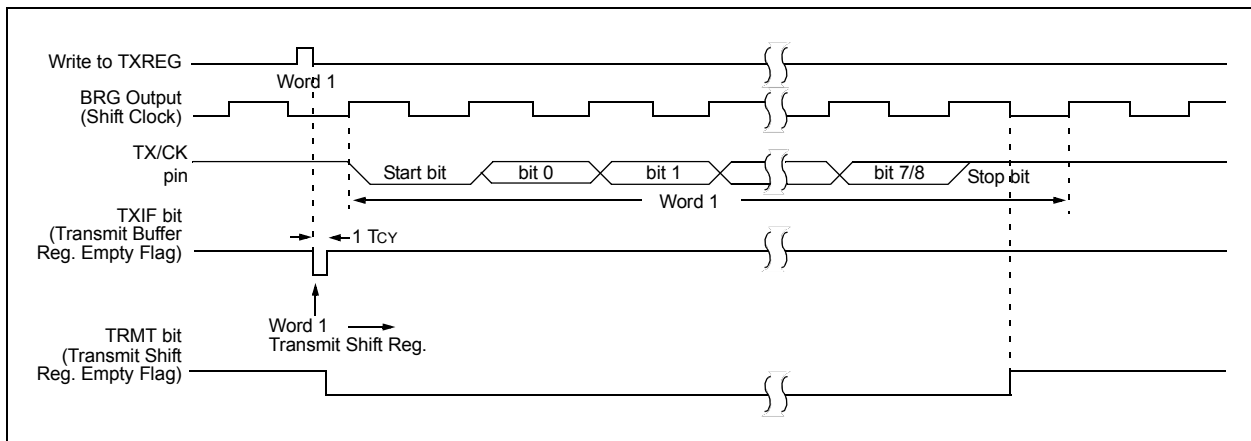 Write to TXREG
Word 1
BRG Output
(Shift Clock)
TX/CK
pin
Start bit
bit 0
bit 1
bit 7/8
Stop bit
Word 1
TXIF bit
(Transmit Buffer
Reg. Empty Flag)
1 TCY
Word 1
Transmit Shift Reg.
TRMT bit
(Transmit Shift
Reg. Empty Flag)